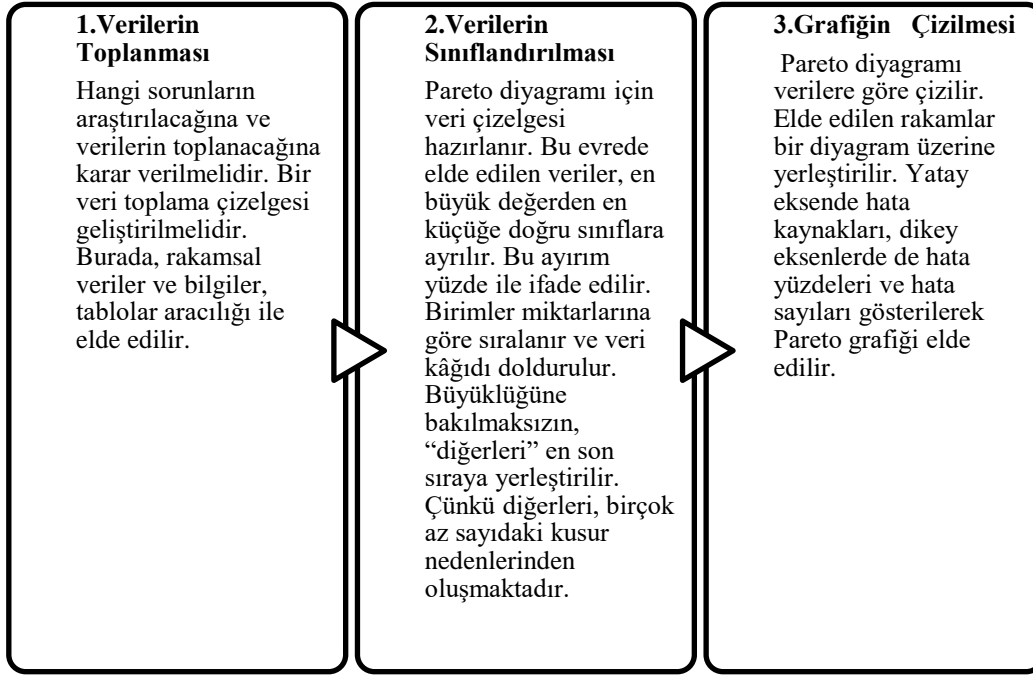 1.Verilerin
Toplanması
Hangi sorunların
araştırılacağına ve
verilerin toplanacağına
karar verilmelidir. Bir
veri toplama çizelgesi
geliştirilmelidir.
Burada, rakamsal
veriler ve bilgiler,
tablolar aracılığı ile
elde edilir.
2.Verilerin
Sınıflandırılması
Pareto diyagramı için
veri çizelgesi
hazırlanır. Bu evrede
elde edilen veriler, en
büyük değerden en
küçüğe doğru sınıflara
ayrılır. Bu ayırım
yüzde ile ifade edilir.
Birimler miktarlarına
göre sıralanır ve veri
kâğıdı doldurulur.
Büyüklüğüne
bakılmaksızın,
“diğerleri” en son
sıraya yerleştirilir.
Çünkü diğerleri, birçok
az sayıdaki kusur
nedenlerinden
oluşmaktadır.
3.Grafiğin Çizilmesi
Pareto diyagramı
verilere göre çizilir.
Elde edilen rakamlar
bir diyagram üzerine
yerleştirilir. Yatay
eksende hata
kaynakları, dikey
eksenlerde de hata
yüzdeleri ve hata
sayıları gösterilerek
Pareto grafiği elde
edilir.